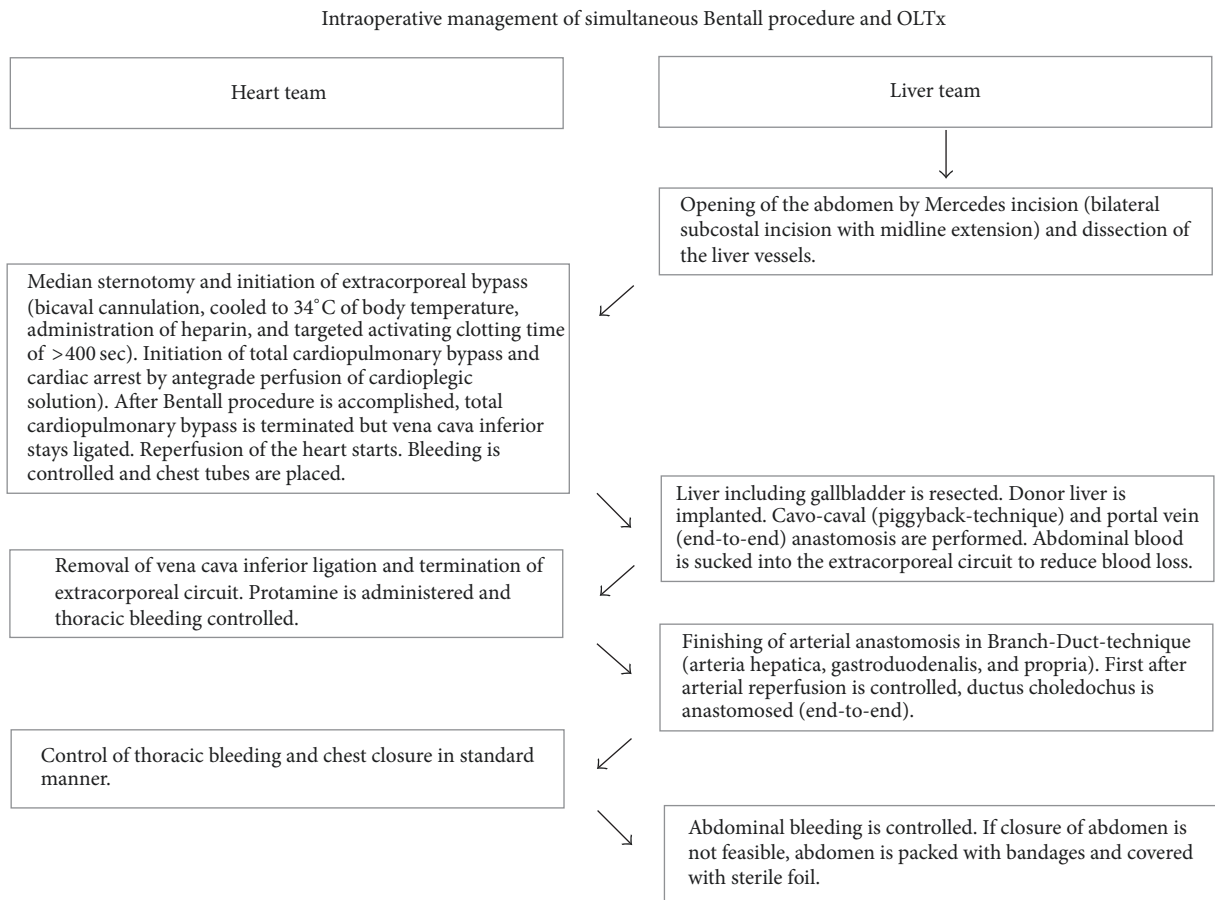 Intraoperative management of simultaneous Bentall procedure and OLTx
Heart team
Liver team
Opening of the abdomen by Mercedes incision (bilateral
subcostal incision with midline extension) and dissection of
the liver vessels.
Median sternotomy and initiation of extracorporeal bypass
(bicaval cannulation, cooled to 34°C of body temperature,
administration of heparin, and targeted activating clotting time
of >400 sec). Initiation of total cardiopulmonary bypass and
cardiac arrest by antegrade perfusion of cardioplegic
solution). After Bentall procedure is accomplished, total
cardiopulmonary bypass is terminated but vena cava inferior
stays ligated. Reperfusion of the heart starts. Bleeding is
controlled and chest tubes are placed.
Liver including gallbladder is resected. Donor liver is
implanted. Cavo-caval (piggyback-technique) and portal vein
(end-to-end) anastomosis are performed. Abdominal blood
is sucked into the extracorporeal circuit to reduce blood loss.
Removal of vena cava inferior ligation and termination of
extracorporeal circuit. Protamine is administered and
thoracic bleeding controlled.
Finishing of arterial anastomosis in Branch-Duct-technique
(arteria hepatica, gastroduodenalis, and propria). First after
arterial reperfusion is controlled, ductus choledochus is
anastomosed (end-to-end).
Control of thoracic bleeding and chest closure in standard
manner.
Abdominal bleeding is controlled. If closure of abdomen is
not feasible, abdomen is packed with bandages and covered
with sterile foil.